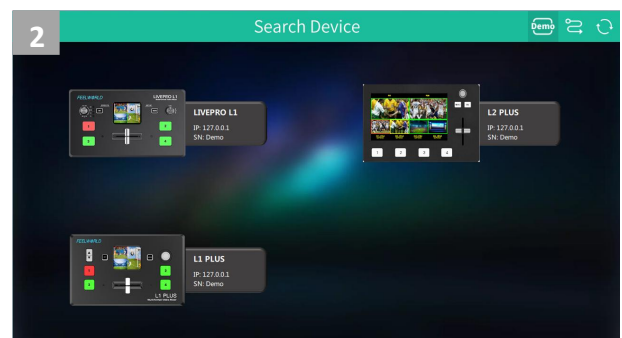 2
Search Device
Demo
FEELWORLD
LIVEPRO L1
LIVEPRO L1
IP: 127.0.0.1
SN: Demo
L2 PLUS
IP: 127.0.0.1
SN: Demo
1
2
3
4
FEELWORLD
L1 PLUS
IP: 127.0.0.1
SN: Demo
L1 PLUS